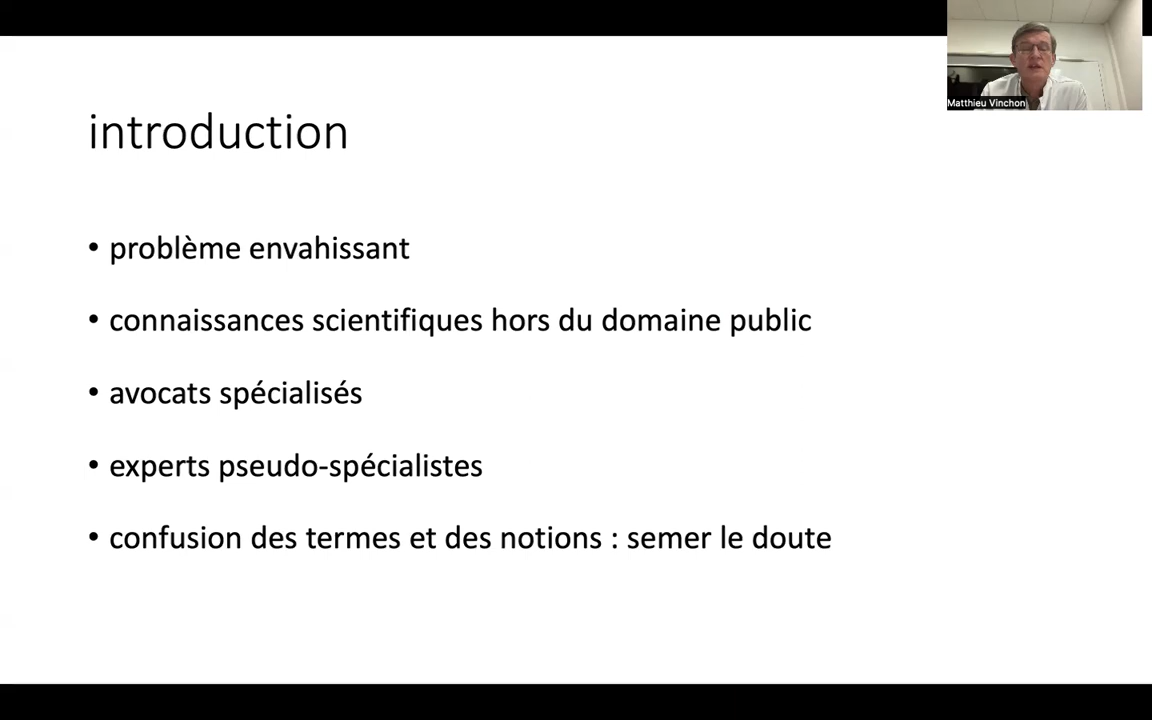 Matthieu Vinchon
introduction
• problème envahissant
• connaissances scientifiques hors du domaine public
• avocats spécialisés
• experts pseudo-spécialistes
• confusion des termes et des notions : semer le doute